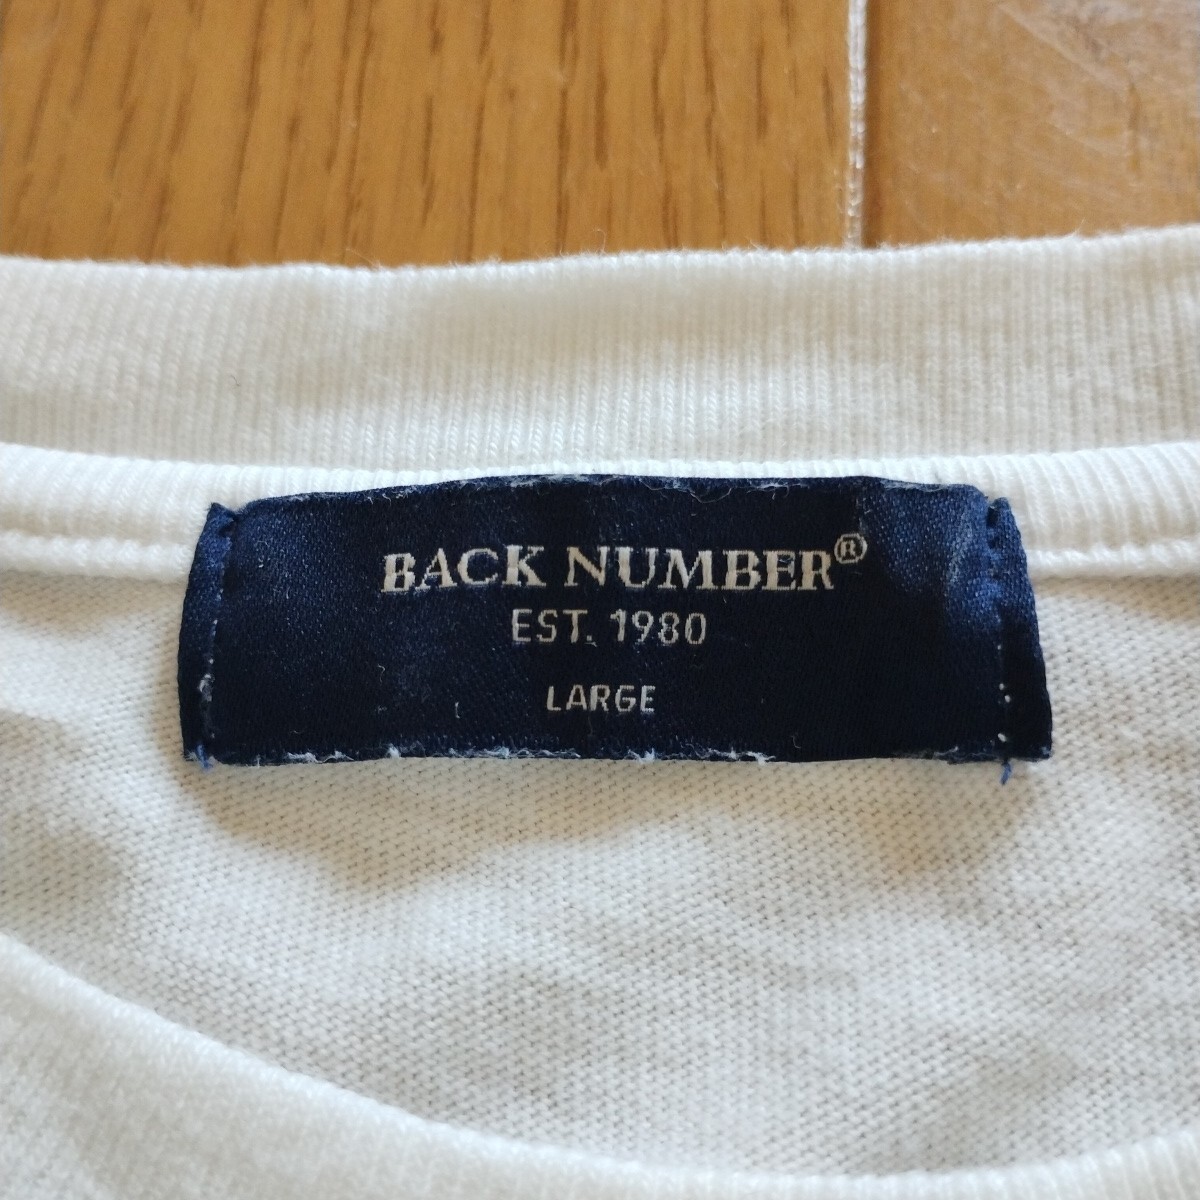 BACK NUMBER®
EST. 1980
LARGE